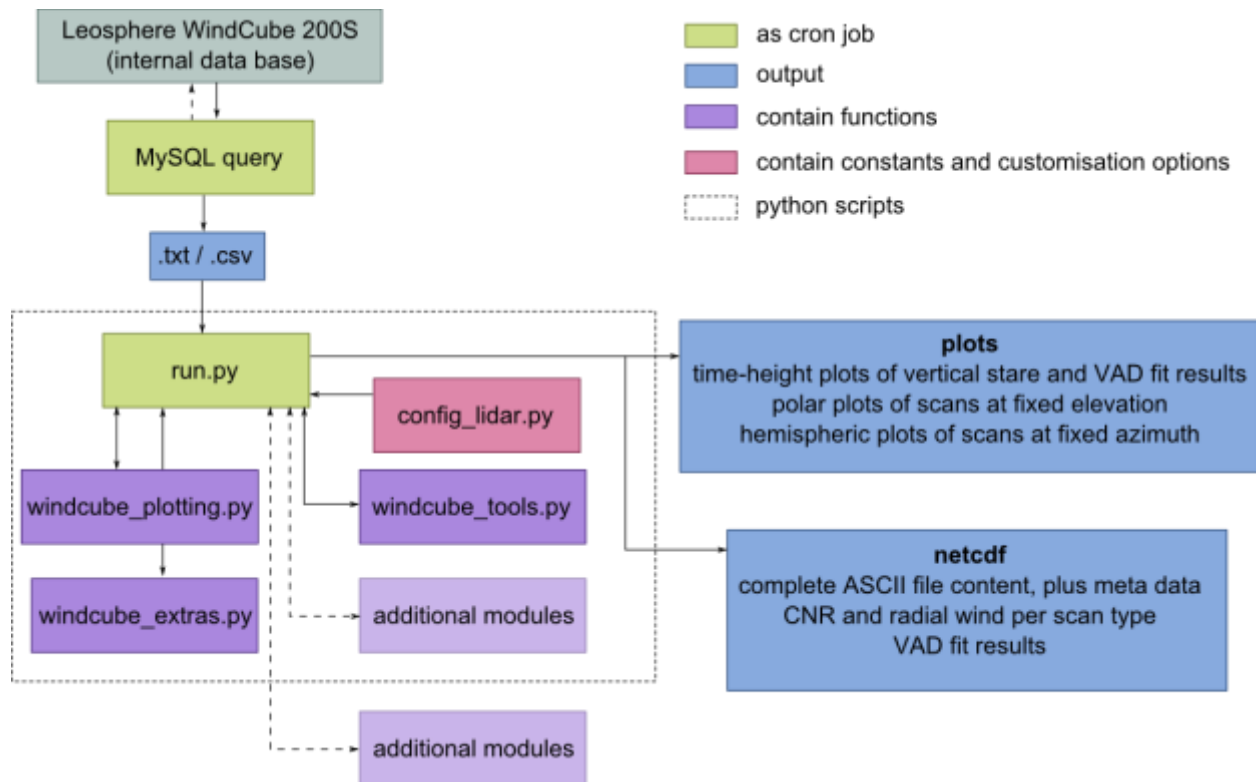 Leosphere WindCube 200S
(internal data base)
MySQL query
.txt / .csv
run.py
config_lidar.py
windcube_plotting.py
windcube_tools.py
windcube_extras.py
additional modules
additional modules
as cron job
output
contain functions
contain constants and customisation options
python scripts
plots
time-height plots of vertical stare and VAD fit results
polar plots of scans at fixed elevation
hemispheric plots of scans at fixed azimuth
netcdf
complete ASCII file content, plus meta data
CNR and radial wind per scan type
VAD fit results